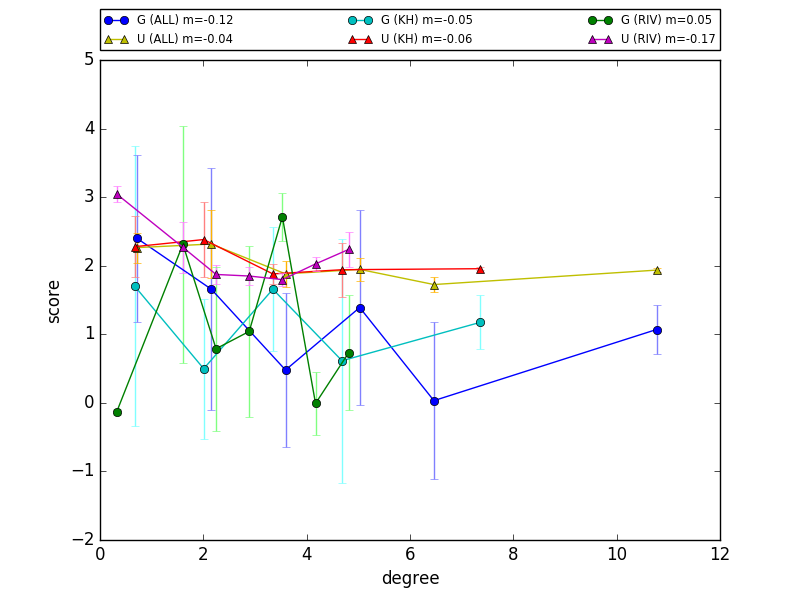 G (ALL) m=-0.12 G (KH) m=-0.05 G (RIV) m=0.05
U (ALL) m=-0.04 U (KH) m=-0.06 U (RIV) m=-0.17
5
4
3
2
1
0
−1
−2
score
0 2 4 6 8 10 12
degree